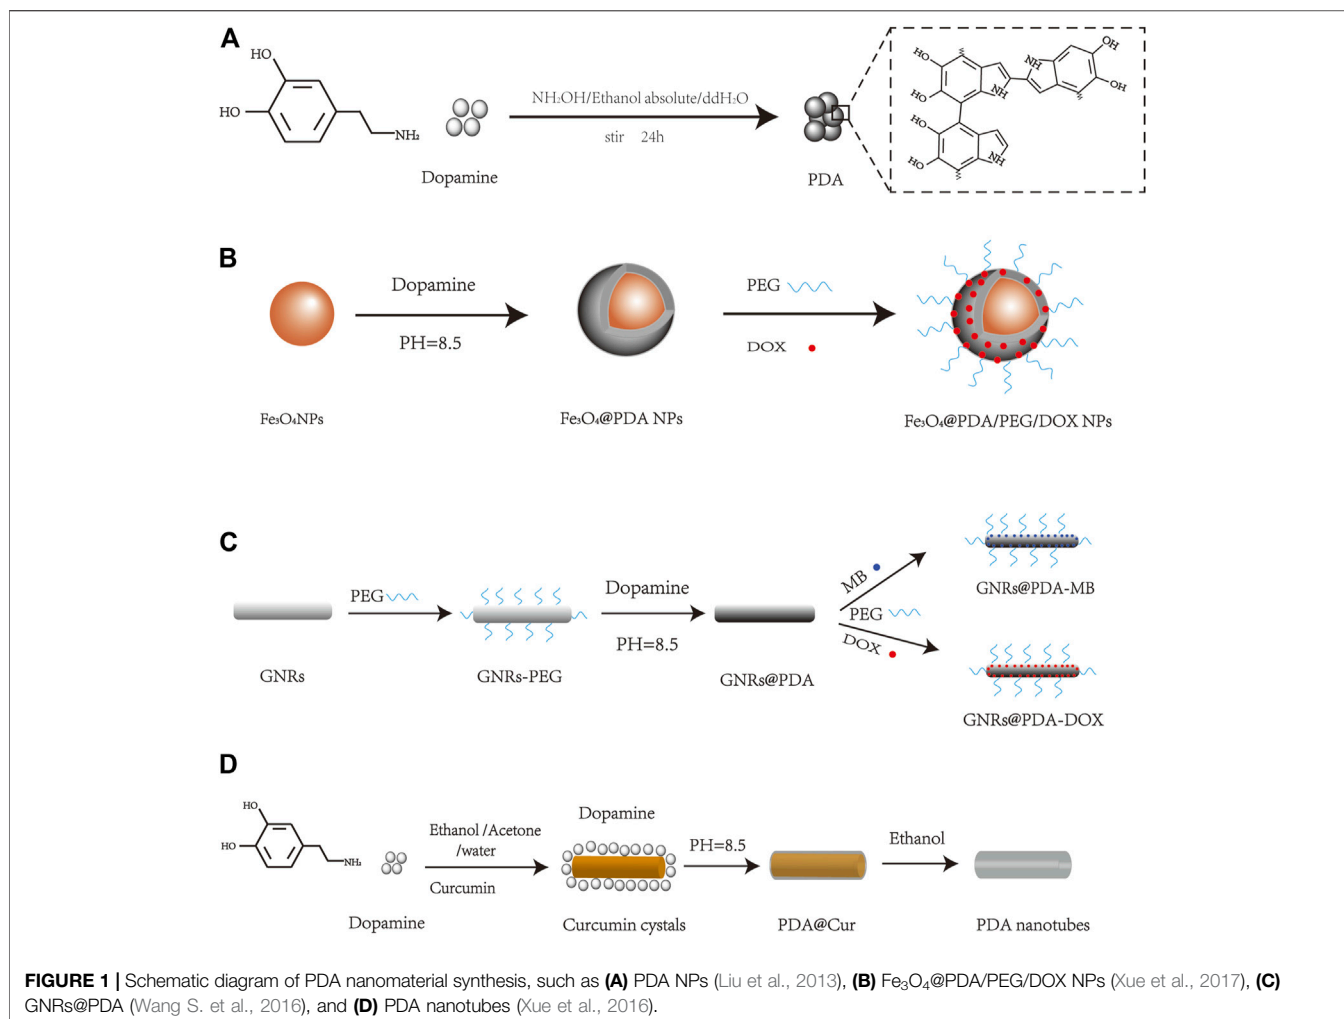 A
HO
HO
NH₂
Dopamine
NH₂OH/Ethanol absolute/ddH₂O
stir 24h
PDA
HO
HO
NH
NH
OH
OH
HO
HO
NH
B
Fe₃O₄NPs
Dopamine
PH=8.5
Fe₃O₄@PDA NPs
PEG
DOX
Fe₃O₄@PDA/PEG/DOX NPs
C
GNRs
PEG
GNRs-PEG
Dopamine
PH=8.5
GNRs@PDA
MB
PEG
DOX
GNRs@PDA-MB
GNRs@PDA-DOX
D
HO
HO
NH₂
Dopamine
Ethanol /Acetone
/water
Curcumin
Dopamine
Curcumin cystals
PH=8.5
PDA@Cur
Ethanol
PDA nanotubes
FIGURE 1 | Schematic diagram of PDA nanomaterial synthesis, such as (A) PDA NPs (Liu et al., 2013), (B) Fe₃O₄@PDA/PEG/DOX NPs (Xue et al., 2017), (C)
GNRs@PDA (Wang S. et al., 2016), and (D) PDA nanotubes (Xue et al., 2016).